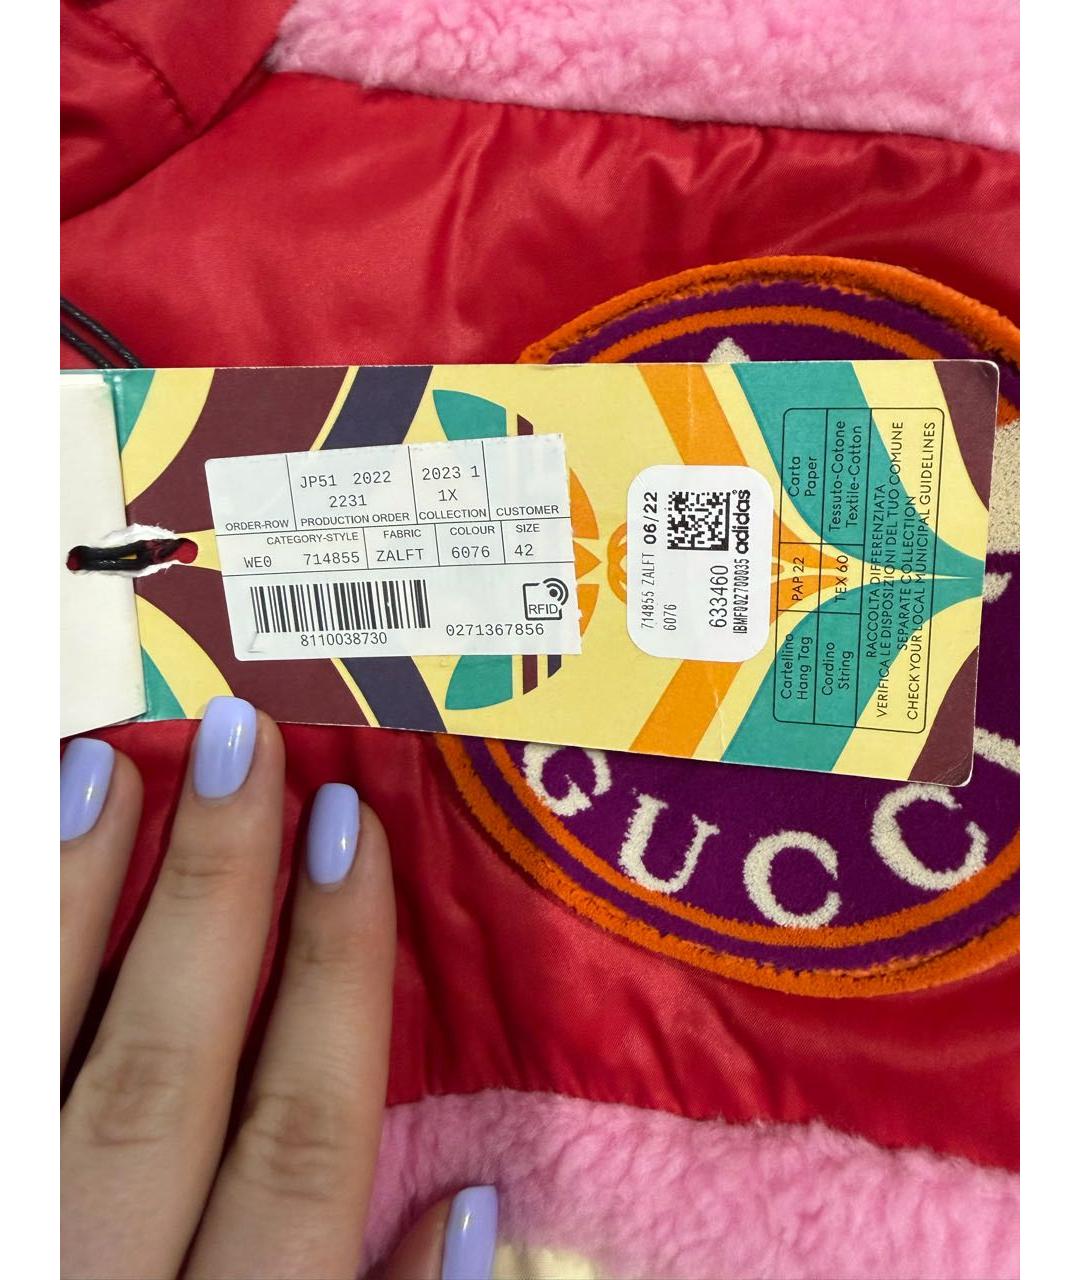 JP51 2022
2231
2023 1
1X
ORDER-ROW
PRODUCTION ORDER
COLLECTION
CUSTOMER
CATEGORY-STYLE
FABRIC
COLOUR
SIZE
WE0
714855
ZALFT
6076
42
RFID
8110038730
0271367856
714855 ZALFT
06/22
6076
633460
adidas
Cartellino
Hang Tag
PAP 22
Carta
Paper
Cordino
String
TEX 60
Tessuto-Cotone
Textile-Cotton
RACCOLTA DIFFERENZIATA
VERIFICA LE DISPOSIZIONI DEL TUO COMUNE
SEPARATE COLLECTION
CHECK YOUR LOCAL MUNICIPAL GUIDELINES
GUCC